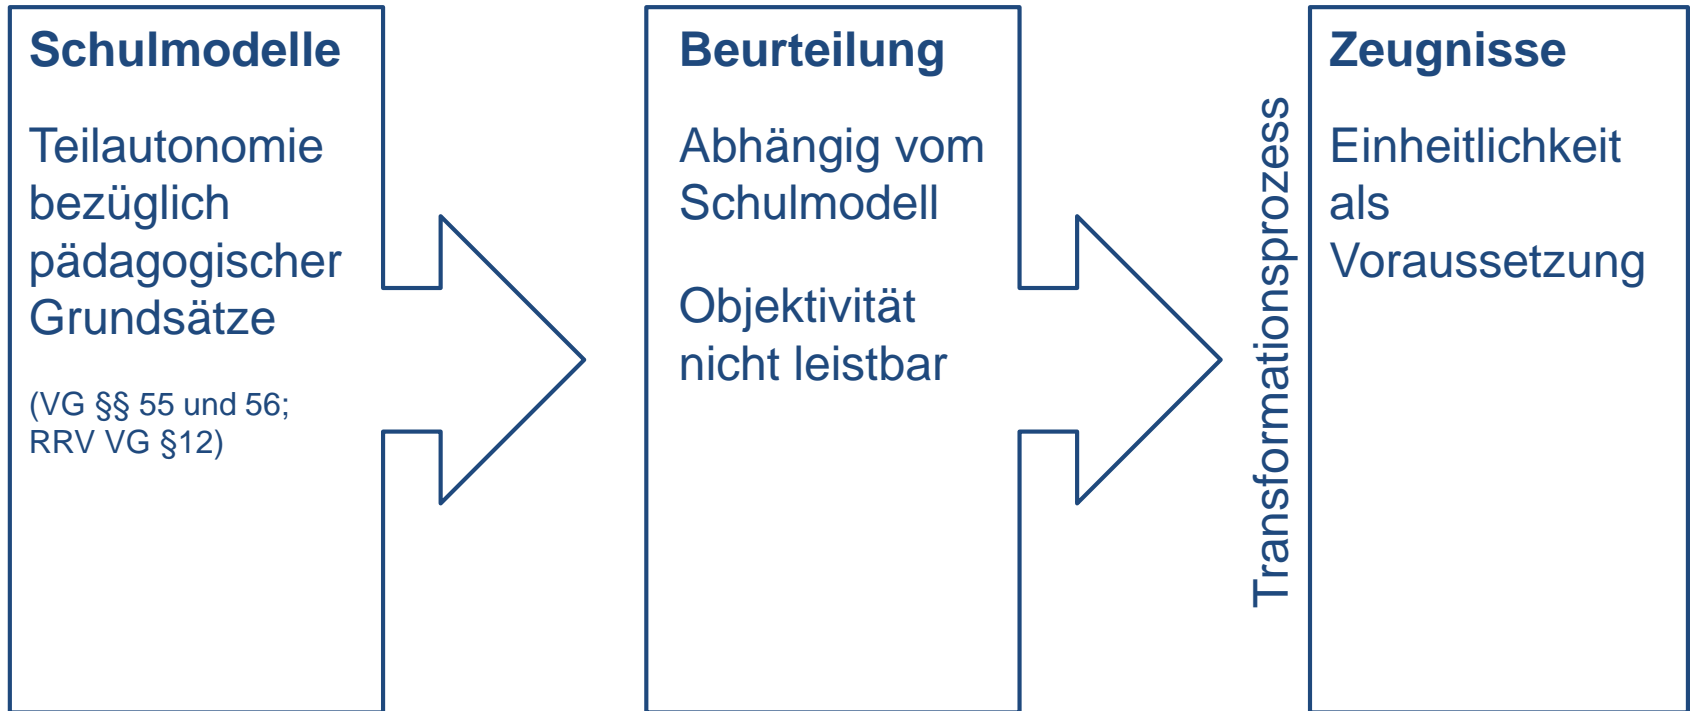 Schulmodelle
Teilautonomie
bezüglich
pädagogischer
Grundsätze
(VG §§ 55 und 56;
RRV VG §12)
Beurteilung
Abhängig vom
Schulmodell
Objektivität
nicht leistbar
Transformationsprozess
Zeugnisse
Einheitlichkeit
als
Voraussetzung